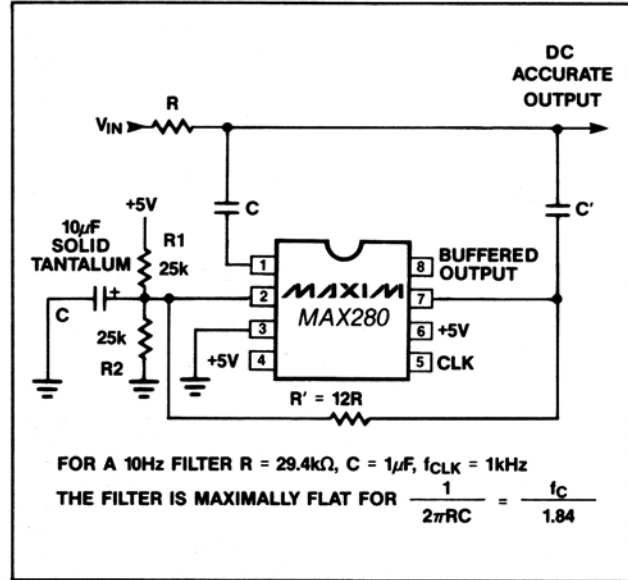 DC
ACCURATE
OUTPUT
R
VIN
+5V
10μF
SOLID
TANTALUM
R1
25k
C
C
C'
1
2
3
4
8
7
6
5
BUFFERED
OUTPUT
MAXIM
MAX280
+5V
CLK
+5V
25k
R2
R' = 12R
FOR A 10Hz FILTER R = 29.4kΩ, C = 1μF, fCLK = 1kHz
THE FILTER IS MAXIMALLY FLAT FOR 1 / 2πRC = fC / 1.84